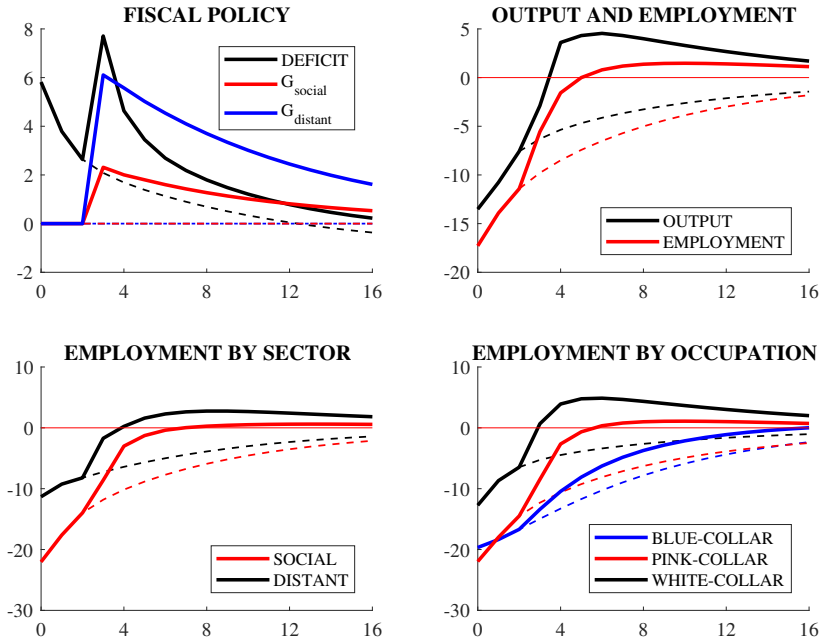 FISCAL POLICY
8
6
4
2
0
-2
0 4 8 12 16
DEFICIT
G social
G distant
OUTPUT AND EMPLOYMENT
5
0
-5
-10
-15
-20
0 4 8 12 16
OUTPUT
EMPLOYMENT
EMPLOYMENT BY SECTOR
10
0
-10
-20
-30
0 4 8 12 16
SOCIAL
DISTANT
EMPLOYMENT BY OCCUPATION
10
0
-10
-20
-30
0 4 8 12 16
BLUE-COLLAR
PINK-COLLAR
WHITE-COLLAR